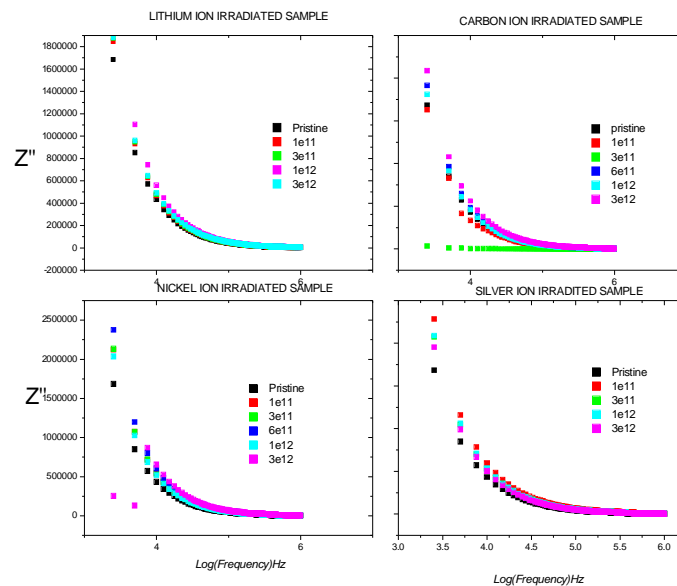 LITHIUM ION IRRADIATED SAMPLE
1800000
1600000
1400000
1200000
1000000
800000
600000
400000
200000
0
-200000
Z"
Pristine
1e11
3e11
1e12
3e12
4
6
CARBON ION IRRADIATED SAMPLE
pristine
1e11
3e11
6e11
1e12
3e12
4
6
NICKEL ION IRRADIATED SAMPLE
2500000
2000000
1500000
1000000
500000
0
Z"
Pristine
1e11
3e11
6e11
1e12
3e12
4
6
Log(Frequency)Hz
SILVER ION IRRADITED SAMPLE
Pristine
1e11
3e11
1e12
3e12
3.0
3.5
4.0
4.5
5.0
5.5
6.0
Log(Frequency)Hz